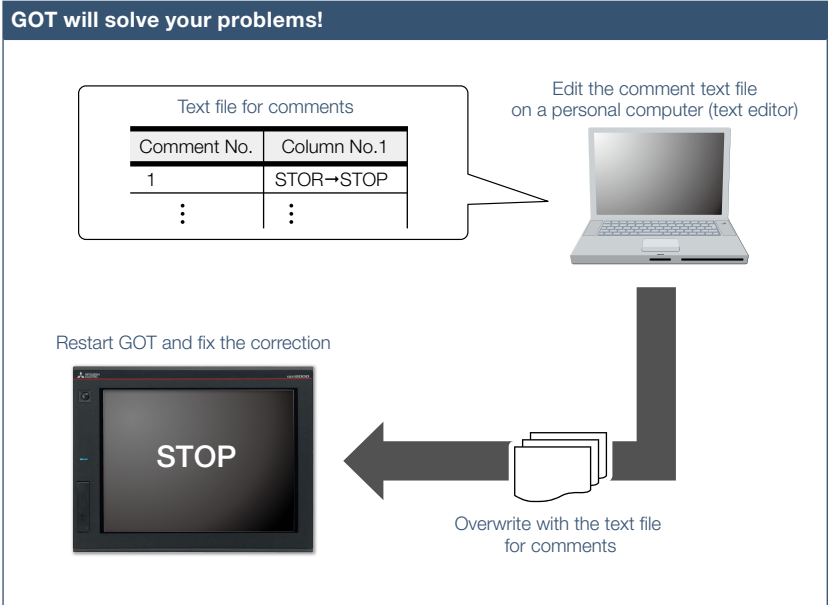 GOT will solve your problems!
Text file for comments
Comment No. Column No.1
1 STOR→STOP
Edit the comment text file
on a personal computer (text editor)
Restart GOT and fix the correction
STOP
Overwrite with the text file
for comments